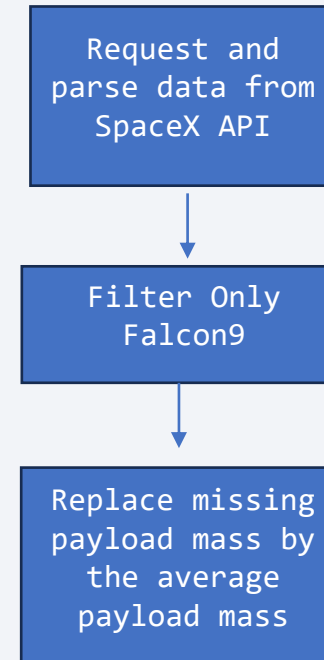 Request and
parse data from
SpaceX API
Filter Only
Falcon9
Replace missing
payload mass by
the average
payload mass